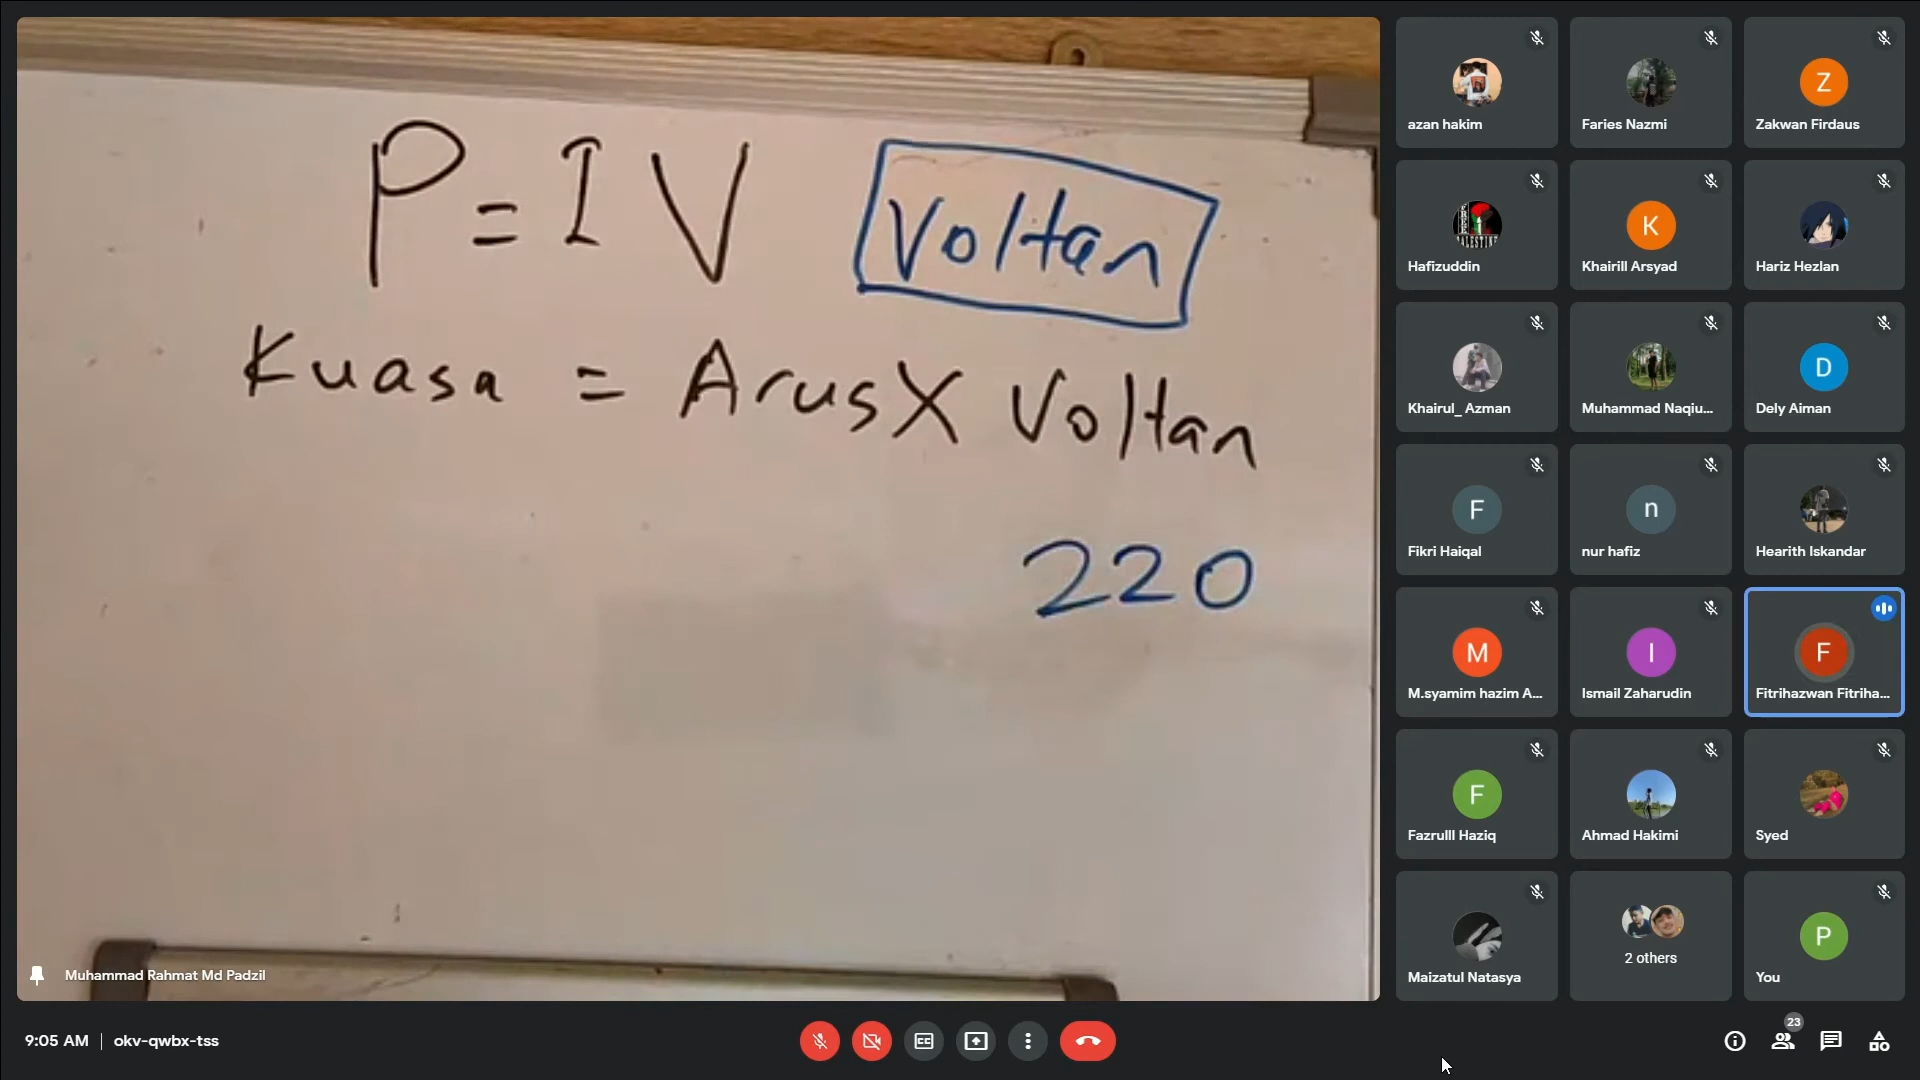 P = IV
Voltan
Kuasa = Arus X Voltan
220
Muhammad Rahmat Md Padzil
azan hakim
Faries Nazmi
Z
Zakwan Firdaus
Hafizuddin
K
Khairill Arsyad
Hariz Hezlan
Khairul_ Azman
Muhammad Naqiu...
D
Dely Aiman
F
Fikri Haiqal
n
nur hafiz
Hearith Iskandar
M
M.syamim hazim A...
I
Ismail Zaharudin
F
Fitrihazwan Fitriha...
F
Fazrulll Haziq
Ahmad Hakimi
Syed
Maizatul Natasya
2 others
P
You
9:05 AM | okv-qwbx-tss
CC
23